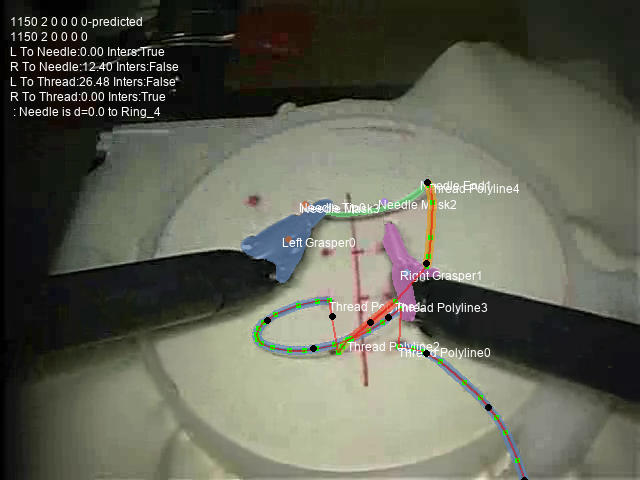 1150 2 0 0 0 0-predicted
1150 2 0 0 0 0
L To Needle:0.00 Inters:True
R To Needle:12.40 Inters:False
L To Thread:26.48 Inters:False
R To Thread:0.00 Inters:True
: Needle is d=0.0 to Ring_4
Needle End1
Thread Polyline4
Needle Mask2
Needle Mask3
Left Grasper0
Right Grasper1
Thread Polyline3
Thread Polyline2
Thread Polyline0